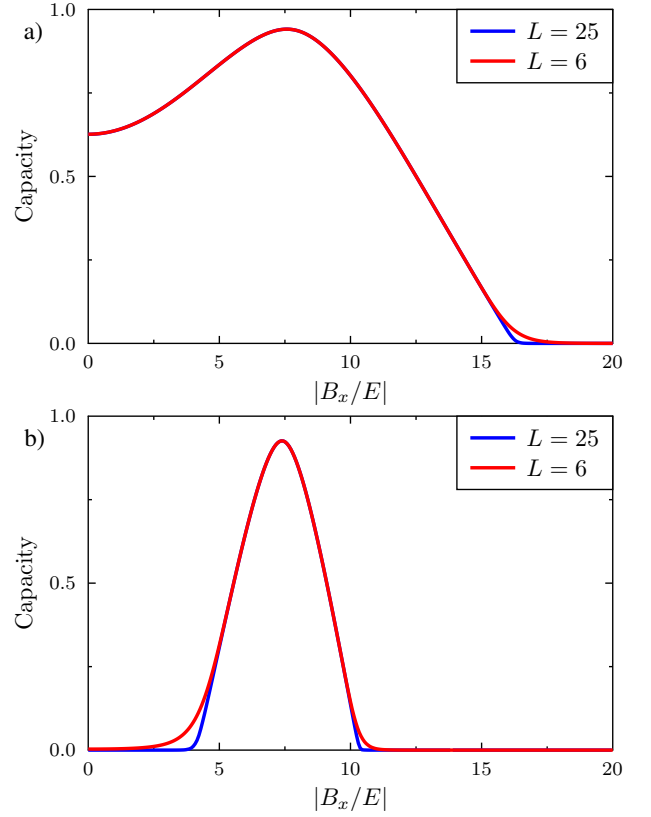 a)
1.0
0.5
0.0
Capacity
L = 25
L = 6
0 5 10 15 20
|B_x/E|
b)
1.0
0.5
0.0
Capacity
L = 25
L = 6
0 5 10 15 20
|B_x/E|